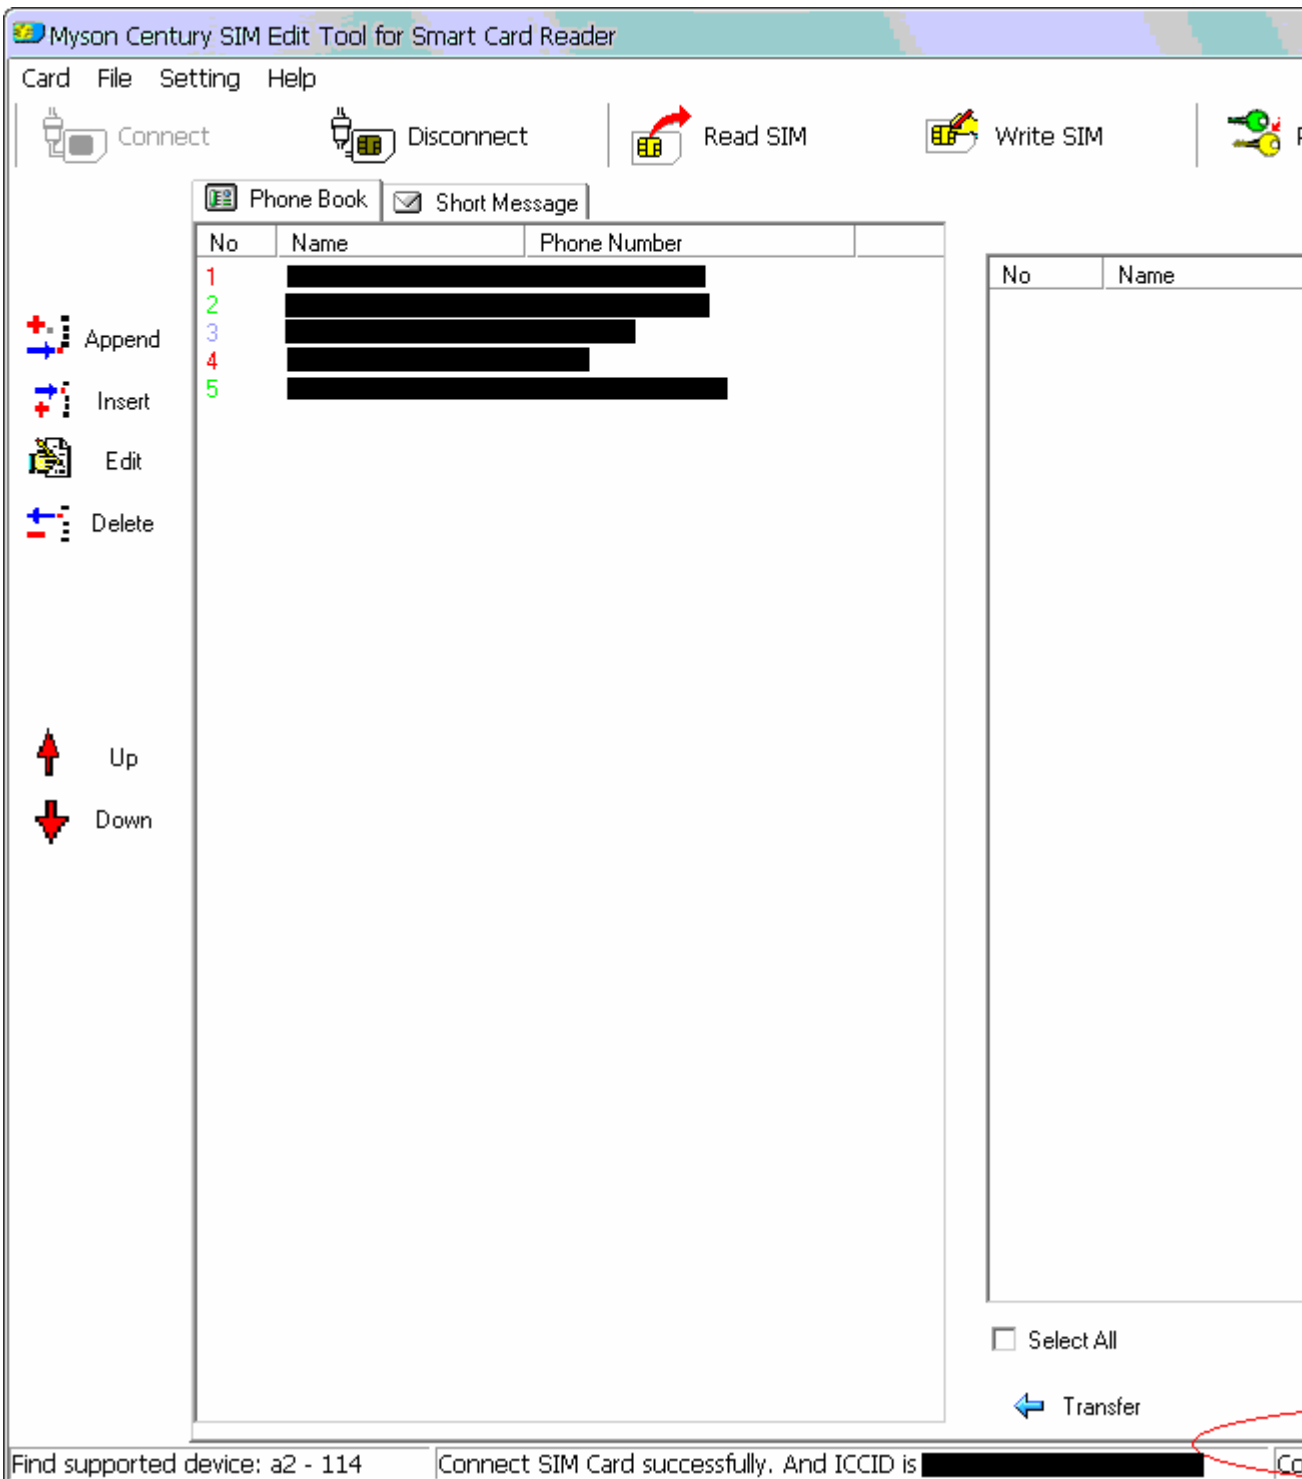 Myson Century SIM Edit Tool for Smart Card Reader
Card File Setting Help
Connect Disconnect Read SIM Write SIM
Phone Book Short Message
No Name Phone Number
No Name
1
2
3
4
5
Append
Insert
Edit
Delete
Up
Down
Select All
Transfer
Find supported device: a2 - 114 Connect SIM Card successfully. And ICCID is